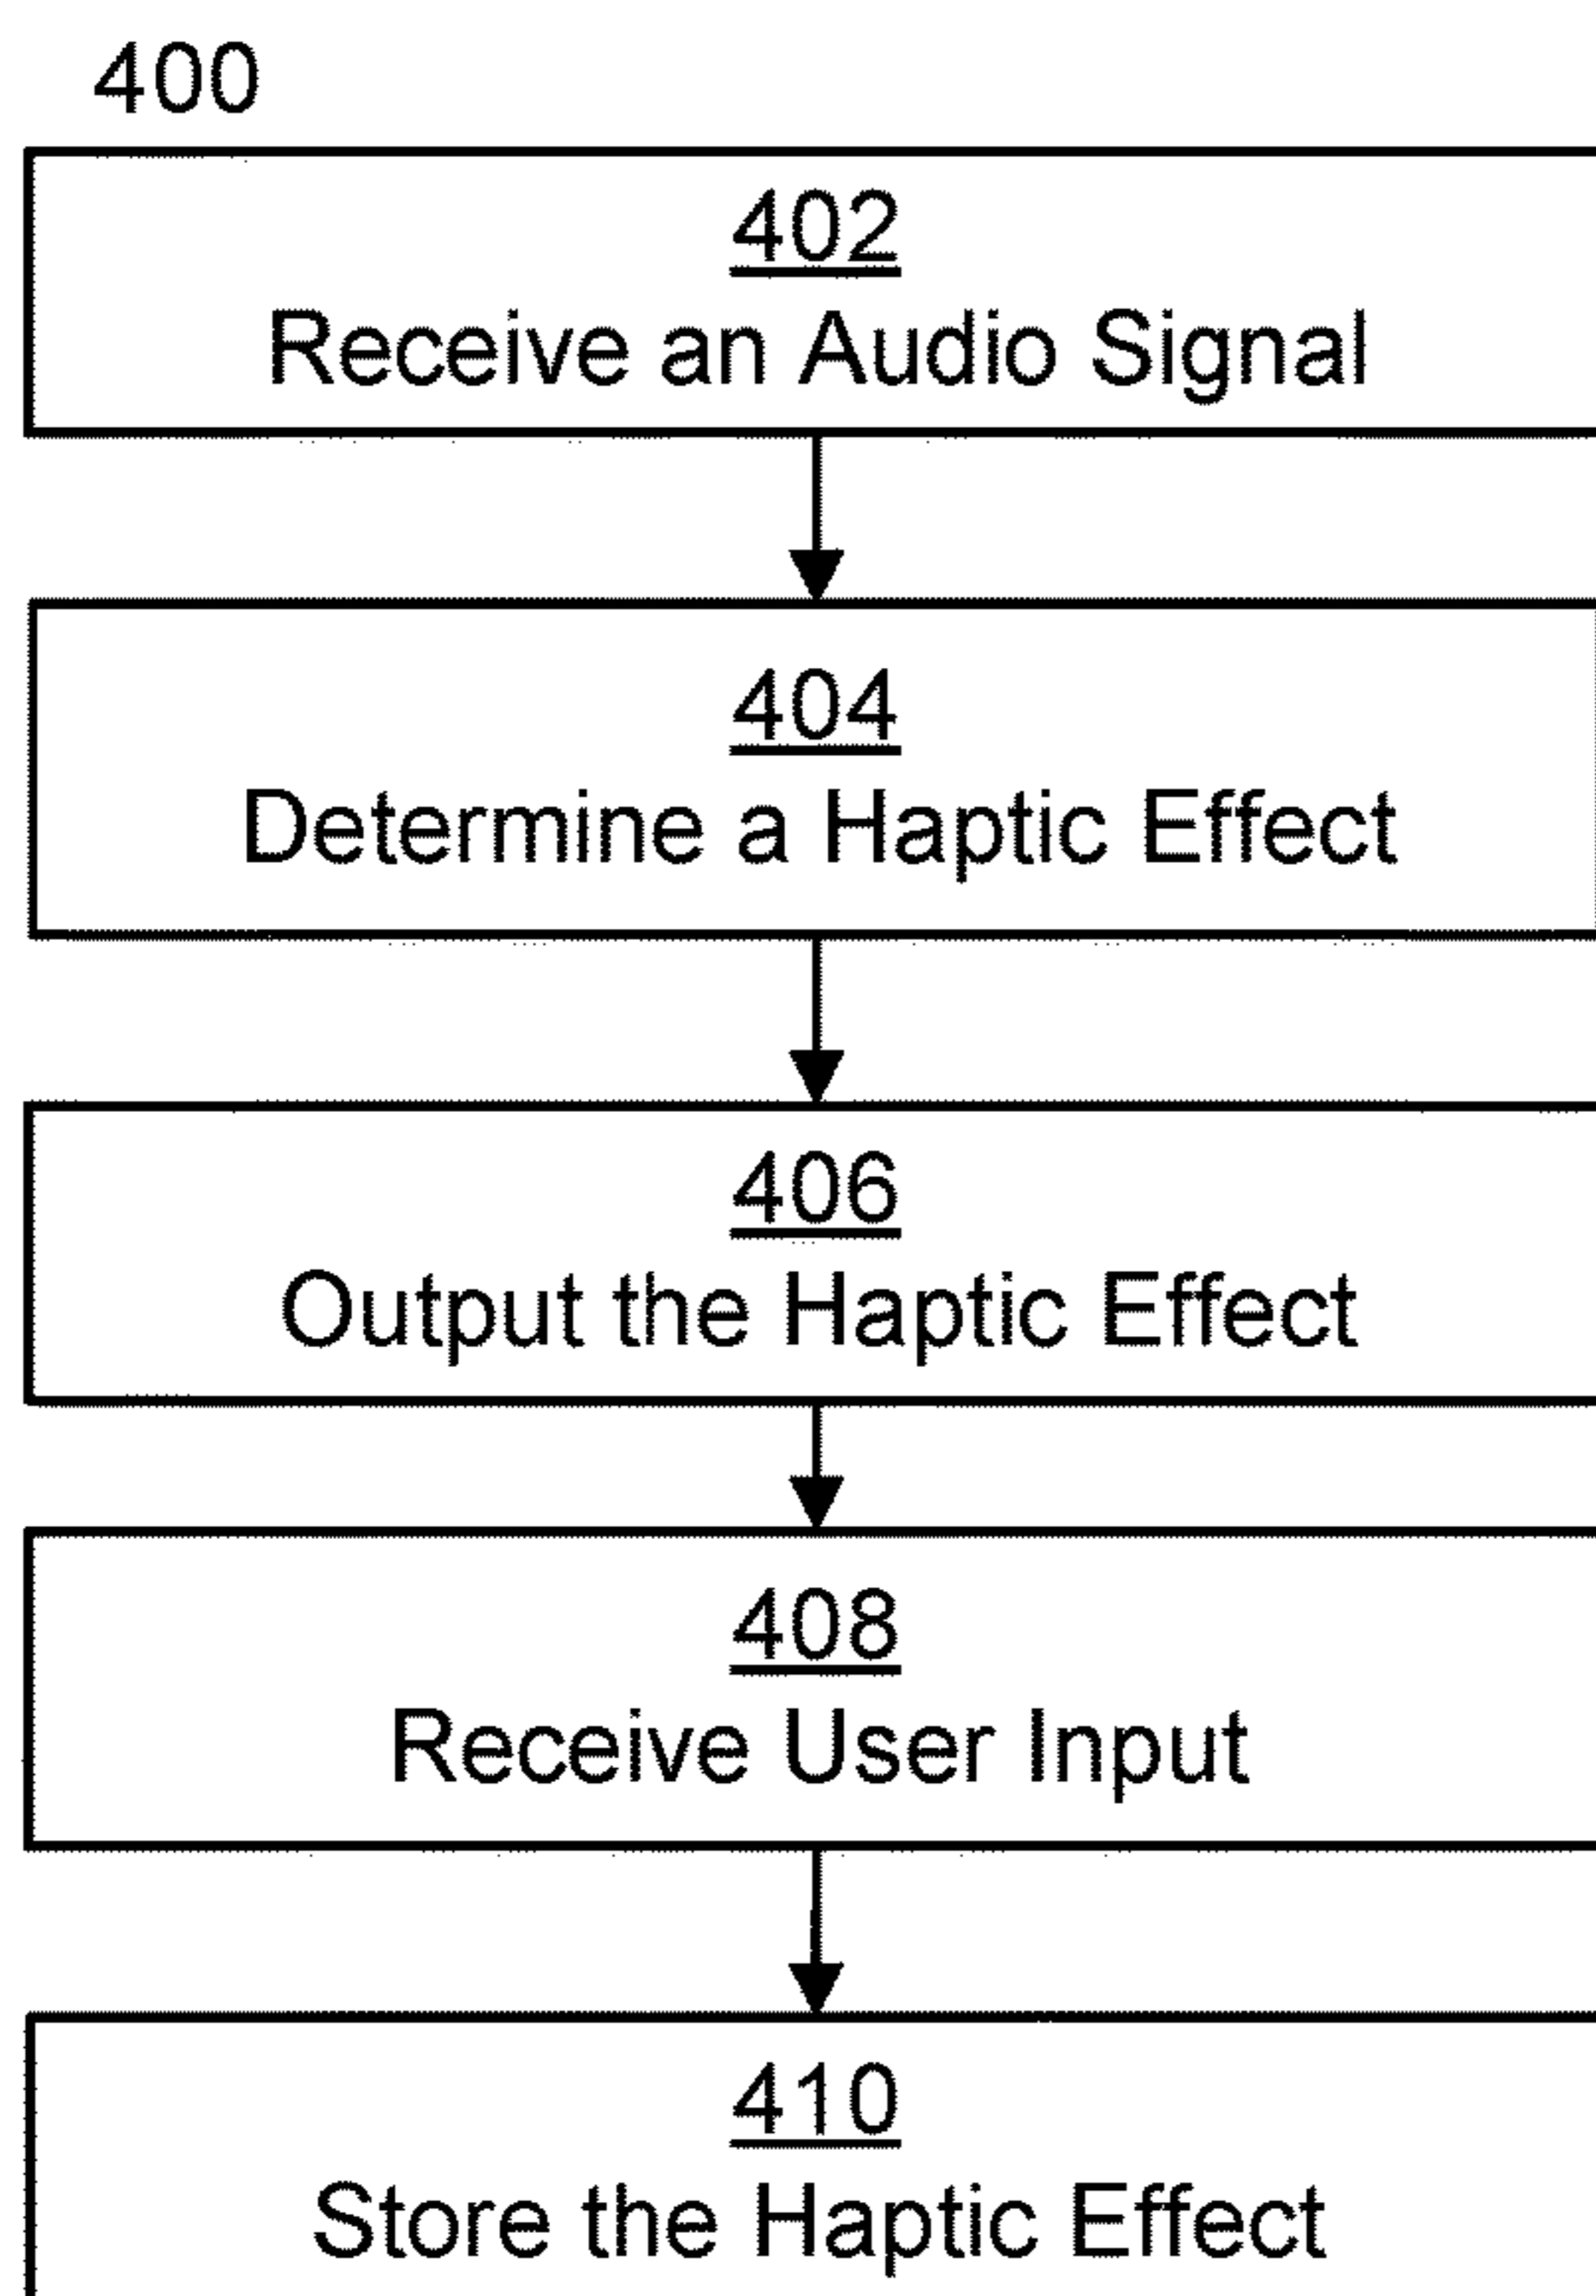 400
402
Receive an Audio Signal
404
Determine a Haptic Effect
406
Output the Haptic Effect
408
Receive User Input
410
Store the Haptic Effect